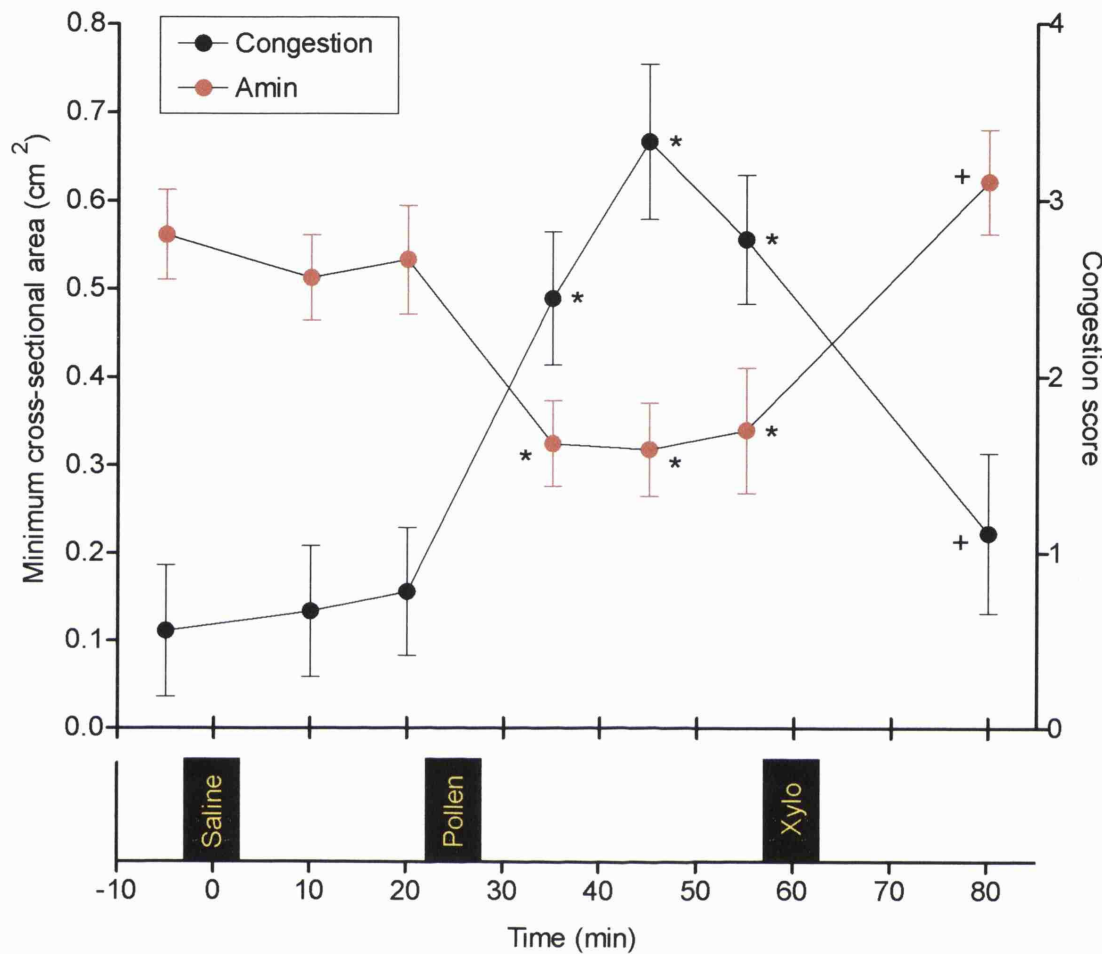 Congestion
Amin
Minimum cross-sectional area (cm²)
0.8
0.7
0.6
0.5
0.4
0.3
0.2
0.1
0.0
4
3
2
1
0
Congestion score
*
*
*
*
*
*
+
+
Saline
Pollen
Xylo
-10 0 10 20 30 40 50 60 70 80
Time (min)